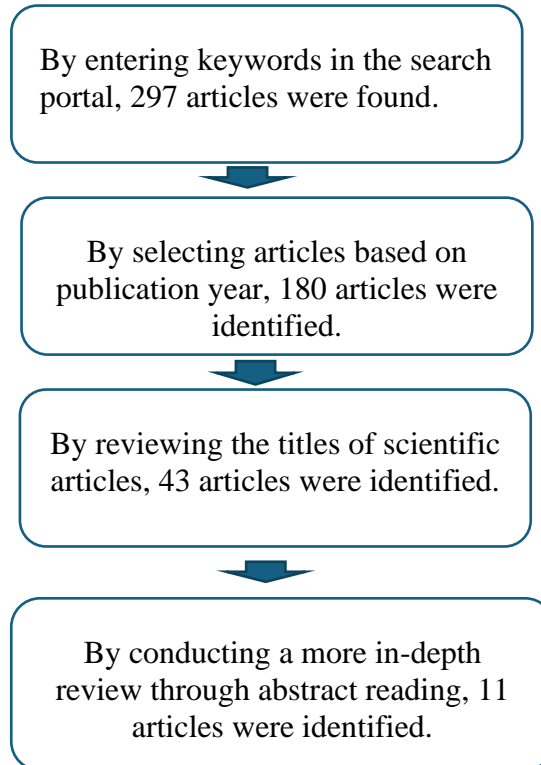 By entering keywords in the search
portal, 297 articles were found.
By selecting articles based on
publication year, 180 articles were
identified.
By reviewing the titles of scientific
articles, 43 articles were identified.
By conducting a more in-depth
review through abstract reading, 11
articles were identified.